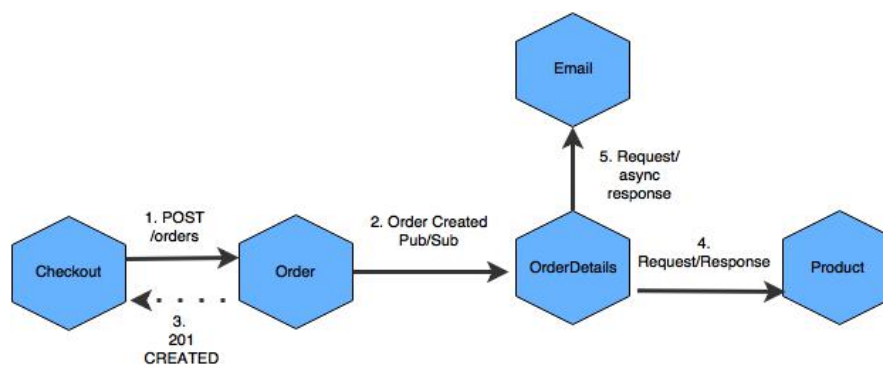 Email
5. Request/
async
response
1. POST
/orders
2. Order Created
Pub/Sub
4.
Request/Response
Checkout
Order
OrderDetails
Product
3.
201
CREATED